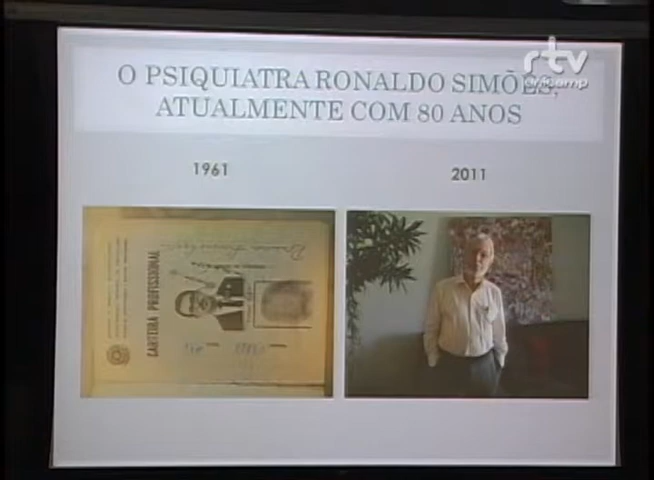 rtv
unicamp
O PSIQUIATRA RONALDO SIMÕES,
ATUALMENTE COM 80 ANOS
1961
2011
CARTEIRA PROFISSIONAL